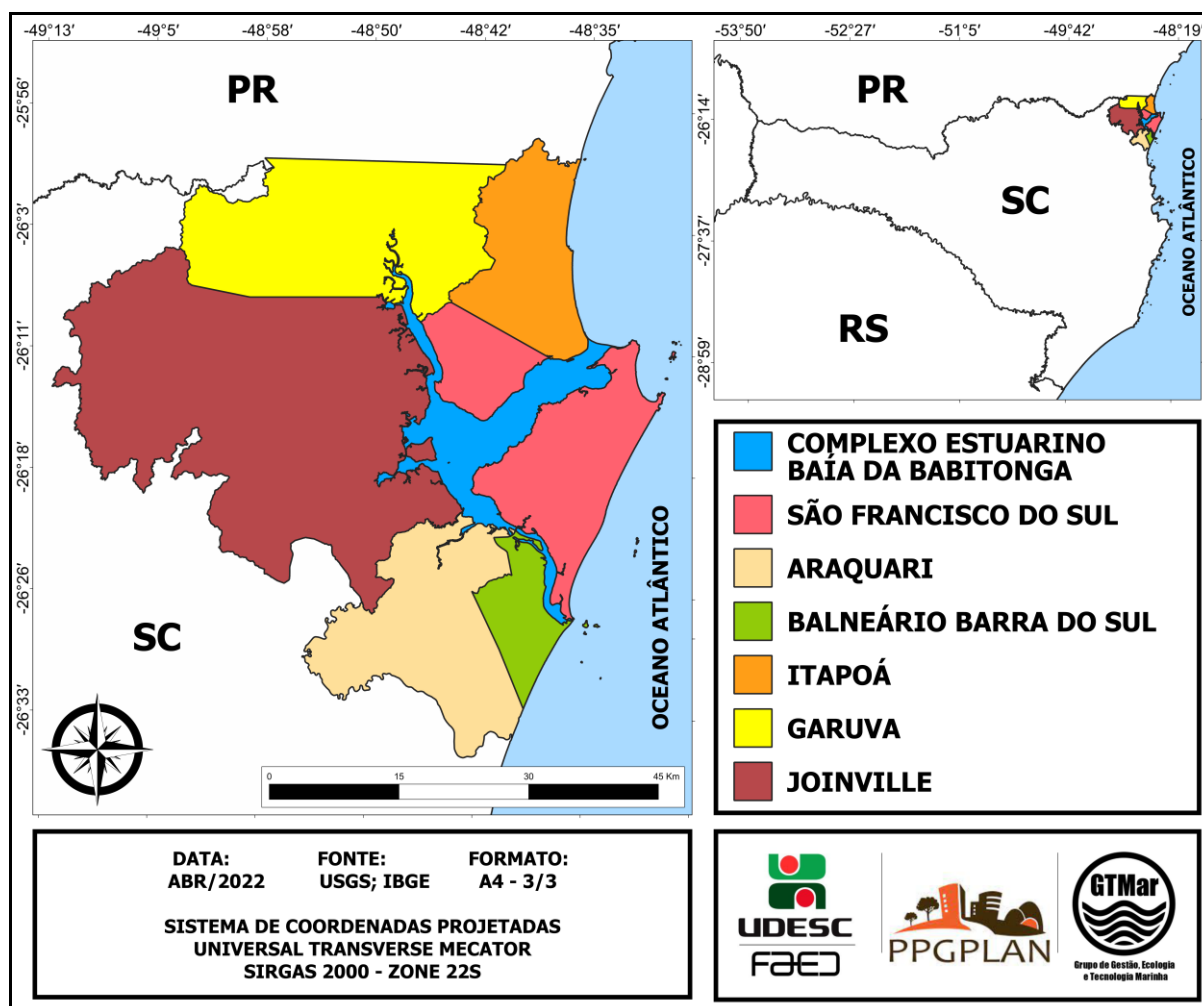 -49°13'
-49°5'
-48°58'
-48°50'
-48°42'
-48°35'
-25°56'
-26°3'
-26°11'
-26°18'
-26°26'
-26°33'
PR
SC
OCEANO ATLÂNTICO
0
15
30
45 Km
-53°50'
-52°27'
-51°5'
-49°42'
-48°19'
-26°14'
-27°37'
-28°59'
PR
SC
RS
OCEANO ATLÂNTICO
COMPLEXO ESTUARINO
BAÍA DA BABITONGA
SÃO FRANCISCO DO SUL
ARAQUARI
BALNEÁRIO BARRA DO SUL
ITAPOÁ
GARUVA
JOINVILLE
DATA: FONTE: FORMATO:
ABR/2022 USGS; IBGE A4 - 3/3
SISTEMA DE COORDENADAS PROJETADAS
UNIVERSAL TRANSVERSE MECATOR
SIRGAS 2000 - ZONE 22S
UDESC
FAED
PPGPLAN
GTMar
Grupo de Gestão, Ecologia
e Tecnologia Marinha